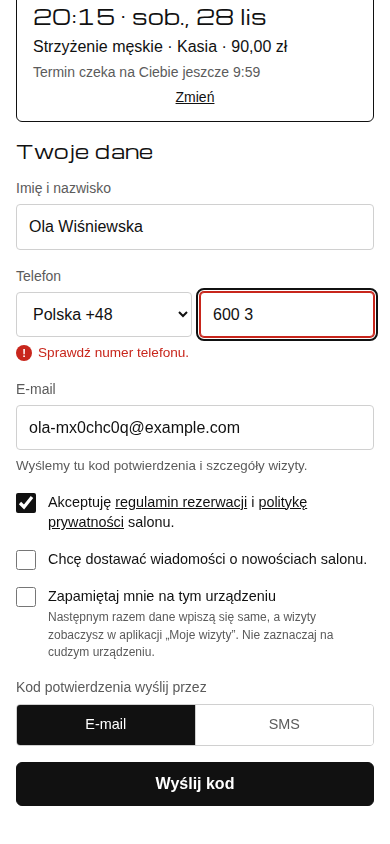 20:15 · sob., 28 lis
Strzyżenie męskie · Kasia · 90,00 zł
Termin czeka na Ciebie jeszcze 9:59
Zmień
Twoje dane
Imię i nazwisko
Ola Wiśniewska
Telefon
Polska +48
600 3
! Sprawdź numer telefonu.
E-mail
ola-mx0chc0q@example.com
Wyślemy tu kod potwierdzenia i szczegóły wizyty.
Akceptuję regulamin rezerwacji i politykę
prywatności salonu.
Chcę dostawać wiadomości o nowościach salonu.
Zapamiętaj mnie na tym urządzeniu
Następnym razem dane wpiszą się same, a wizyty
zobaczysz w aplikacji „Moje wizyty”. Nie zaznaczaj na
cudzym urządzeniu.
Kod potwierdzenia wyślij przez
E-mail
SMS
Wyślij kod